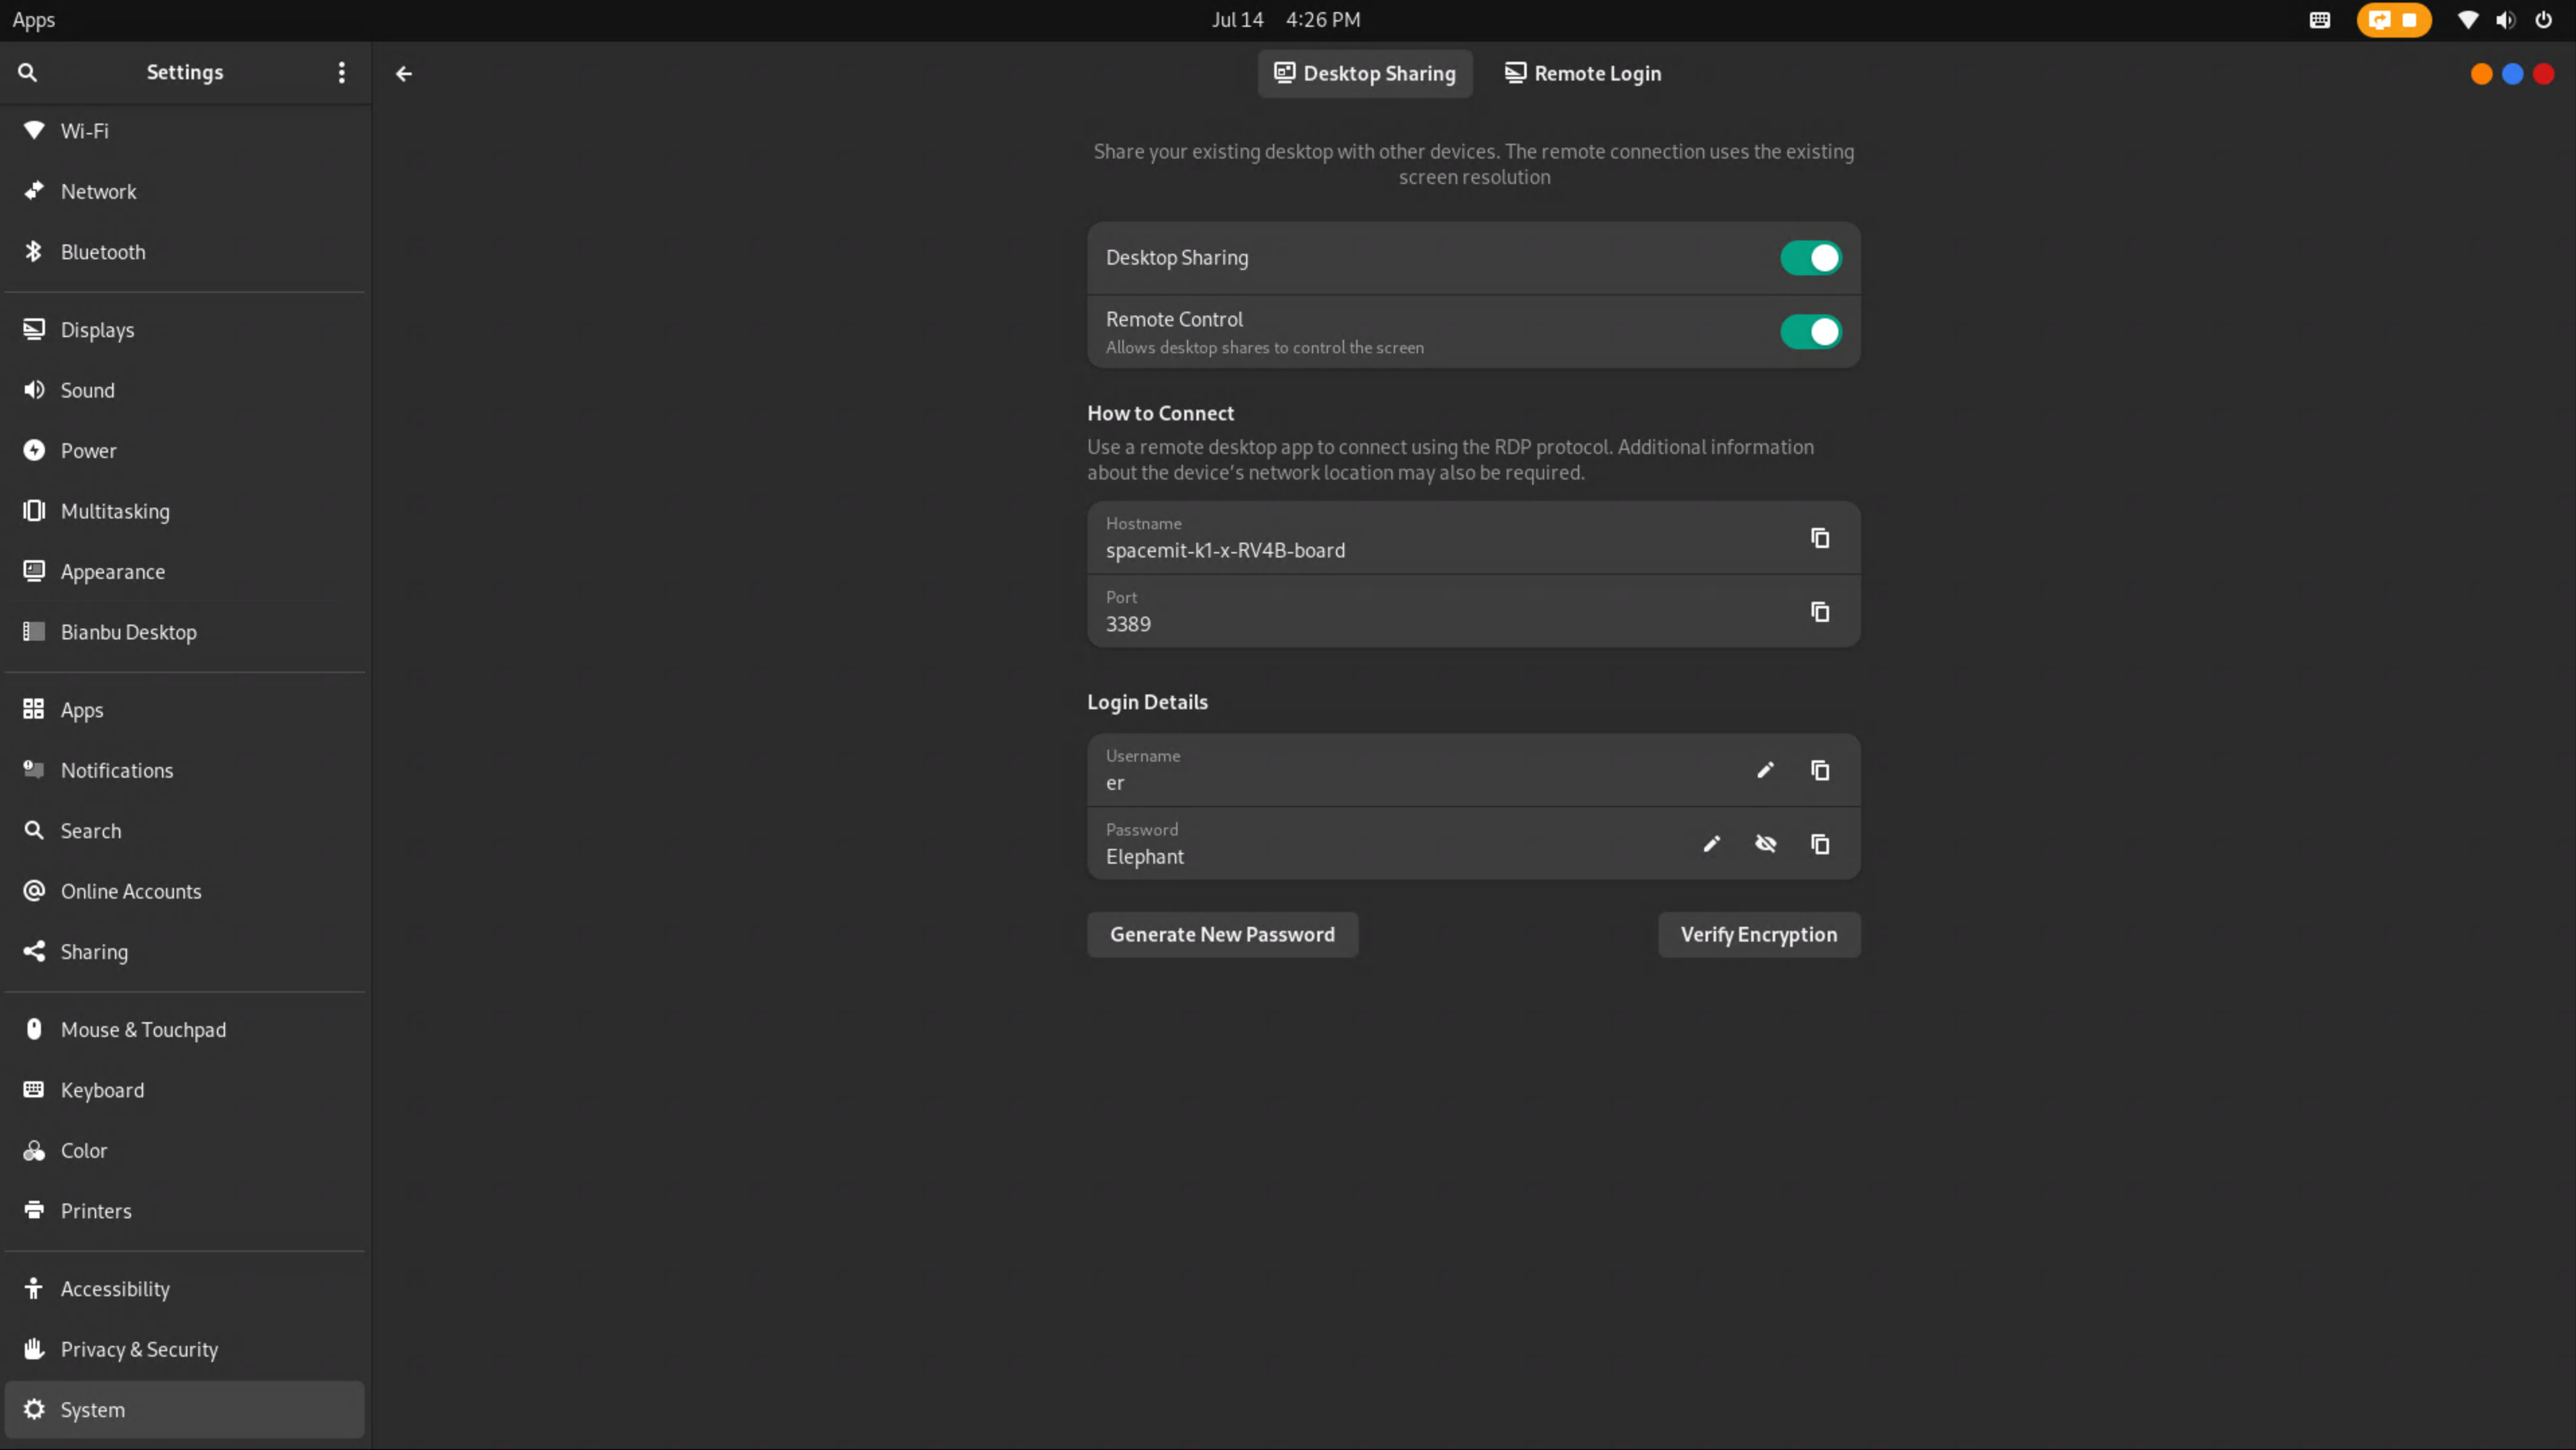 Apps
Jul 14 4:26 PM
Settings
Desktop Sharing
Remote Login
Wi-Fi
Network
Bluetooth
Displays
Sound
Power
Multitasking
Appearance
Bianbu Desktop
Apps
Notifications
Search
Online Accounts
Sharing
Mouse & Touchpad
Keyboard
Color
Printers
Accessibility
Privacy & Security
System
Share your existing desktop with other devices. The remote connection uses the existing
screen resolution
Desktop Sharing
Remote Control
Allows desktop shares to control the screen
How to Connect
Use a remote desktop app to connect using the RDP protocol. Additional information
about the device’s network location may also be required.
Hostname
spacemit-k1-x-RV4B-board
Port
3389
Login Details
Username
er
Password
Elephant
Generate New Password
Verify Encryption